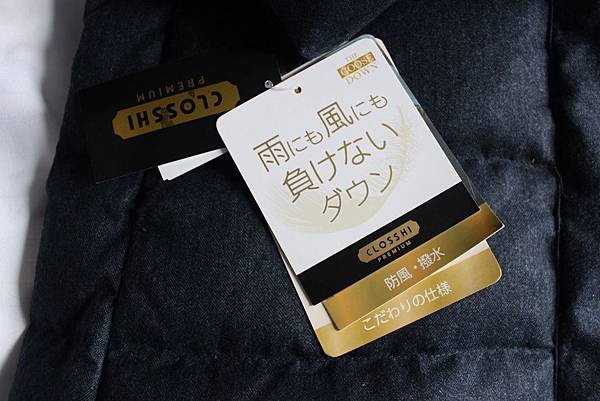 CLOSSHI
PREMIUM
THE
GOOSE
DOWN
雨にも風にも
負けない
ダウン
CLOSSHI
PREMIUM
防風・撥水
こだわりの仕様